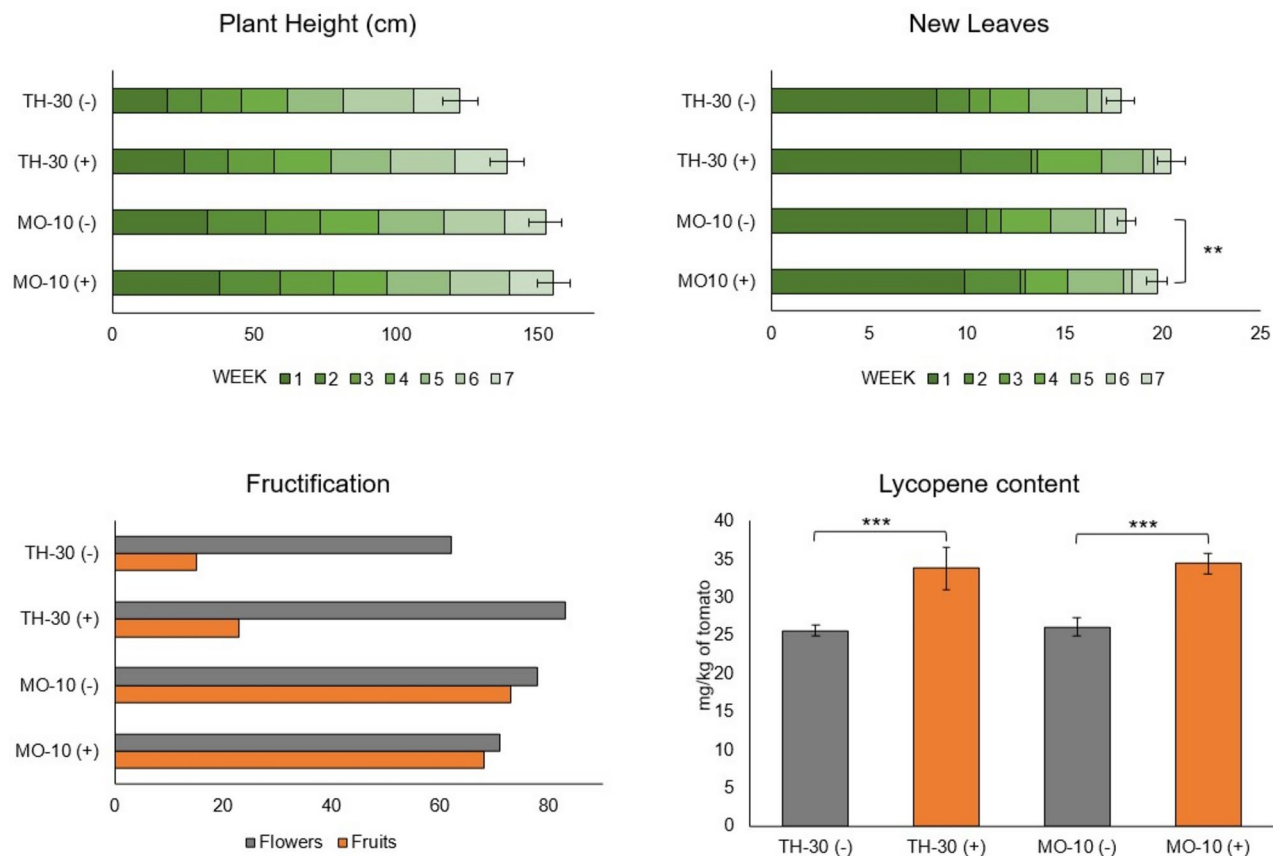 Plant Height (cm)
TH-30 (-)
TH-30 (+)
MO-10 (-)
MO-10 (+)
0 50 100 150
WEEK 1 2 3 4 5 6 7
New Leaves
TH-30 (-)
TH-30 (+)
MO-10 (-)
MO10 (+)
**
0 5 10 15 20 25
WEEK 1 2 3 4 5 6 7
Fructification
TH-30 (-)
TH-30 (+)
MO-10 (-)
MO-10 (+)
0 20 40 60 80
Flowers Fruits
Lycopene content
mg/kg of tomato
40
35
30
25
20
15
10
5
0
*** ***
TH-30 (-) TH-30 (+) MO-10 (-) MO-10 (+)